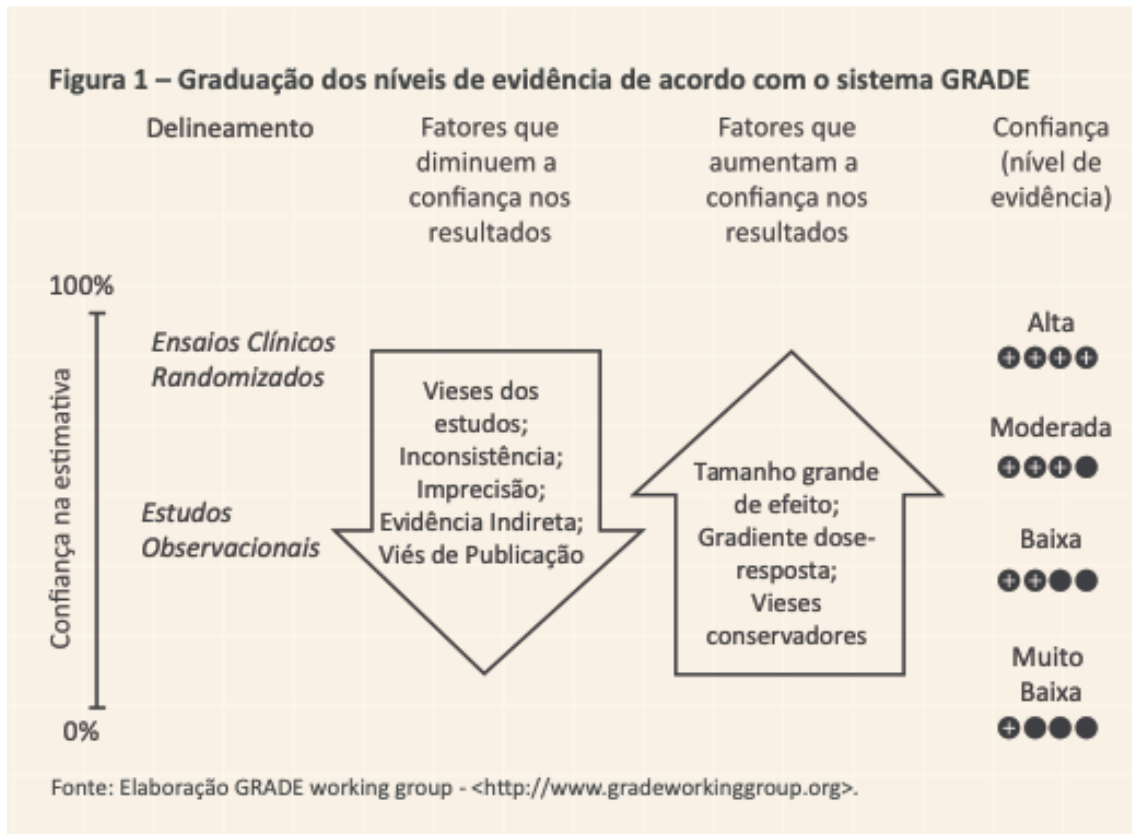 Figura 1 – Graduação dos níveis de evidência de acordo com o sistema GRADE
Delineamento
Fatores que
diminuem a
confiança nos
resultados
Fatores que
aumentam a
confiança nos
resultados
Confiança
(nível de
evidência)
100%
Confiança na estimativa
0%
Ensaios Clínicos
Randomizados
Estudos
Observacionais
Vieses dos
estudos;
Inconsistência;
Imprecisão;
Evidência Indireta;
Viés de Publicação
Tamanho grande
de efeito;
Gradiente dose-
resposta;
Vieses
conservadores
Alta
Moderada
Baixa
Muito
Baixa
Fonte: Elaboração GRADE working group - <http://www.gradeworkinggroup.org>.